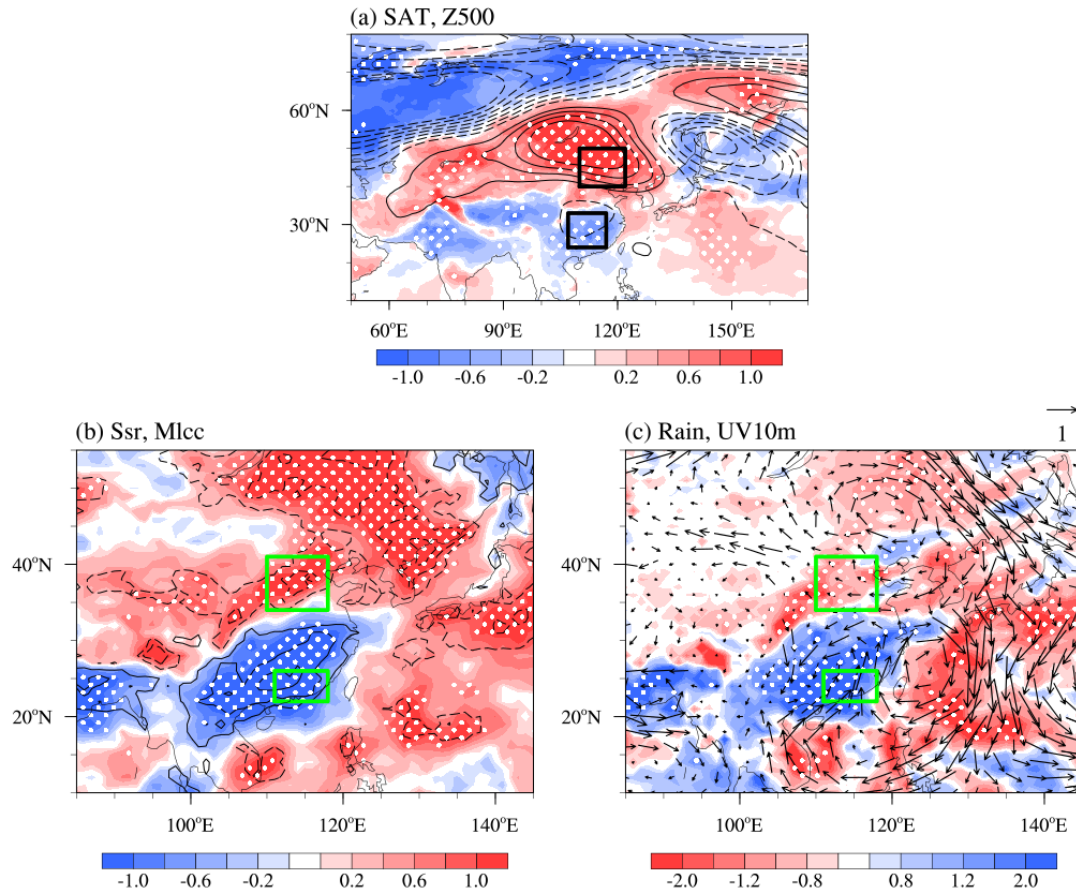 (a) SAT, Z500
60°N
30°N
60°E 90°E 120°E 150°E
-1.0 -0.6 -0.2 0.2 0.6 1.0
(b) Ssr, Mlcc
40°N
20°N
100°E 120°E 140°E
-1.0 -0.6 -0.2 0.2 0.6 1.0
(c) Rain, UV10m
1
40°N
20°N
100°E 120°E 140°E
-2.0 -1.2 -0.8 0.8 1.2 2.0